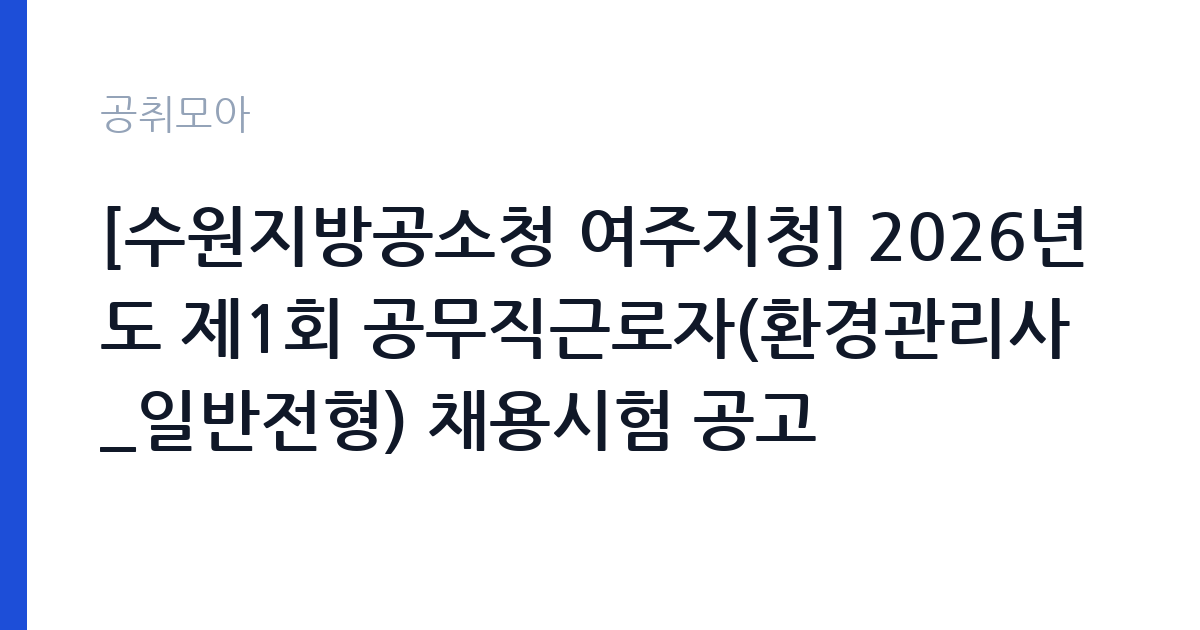 공취모아
[수원지방공소청 여주지청] 2026년
도 제1회 공무직근로자(환경관리사
_일반전형) 채용시험 공고